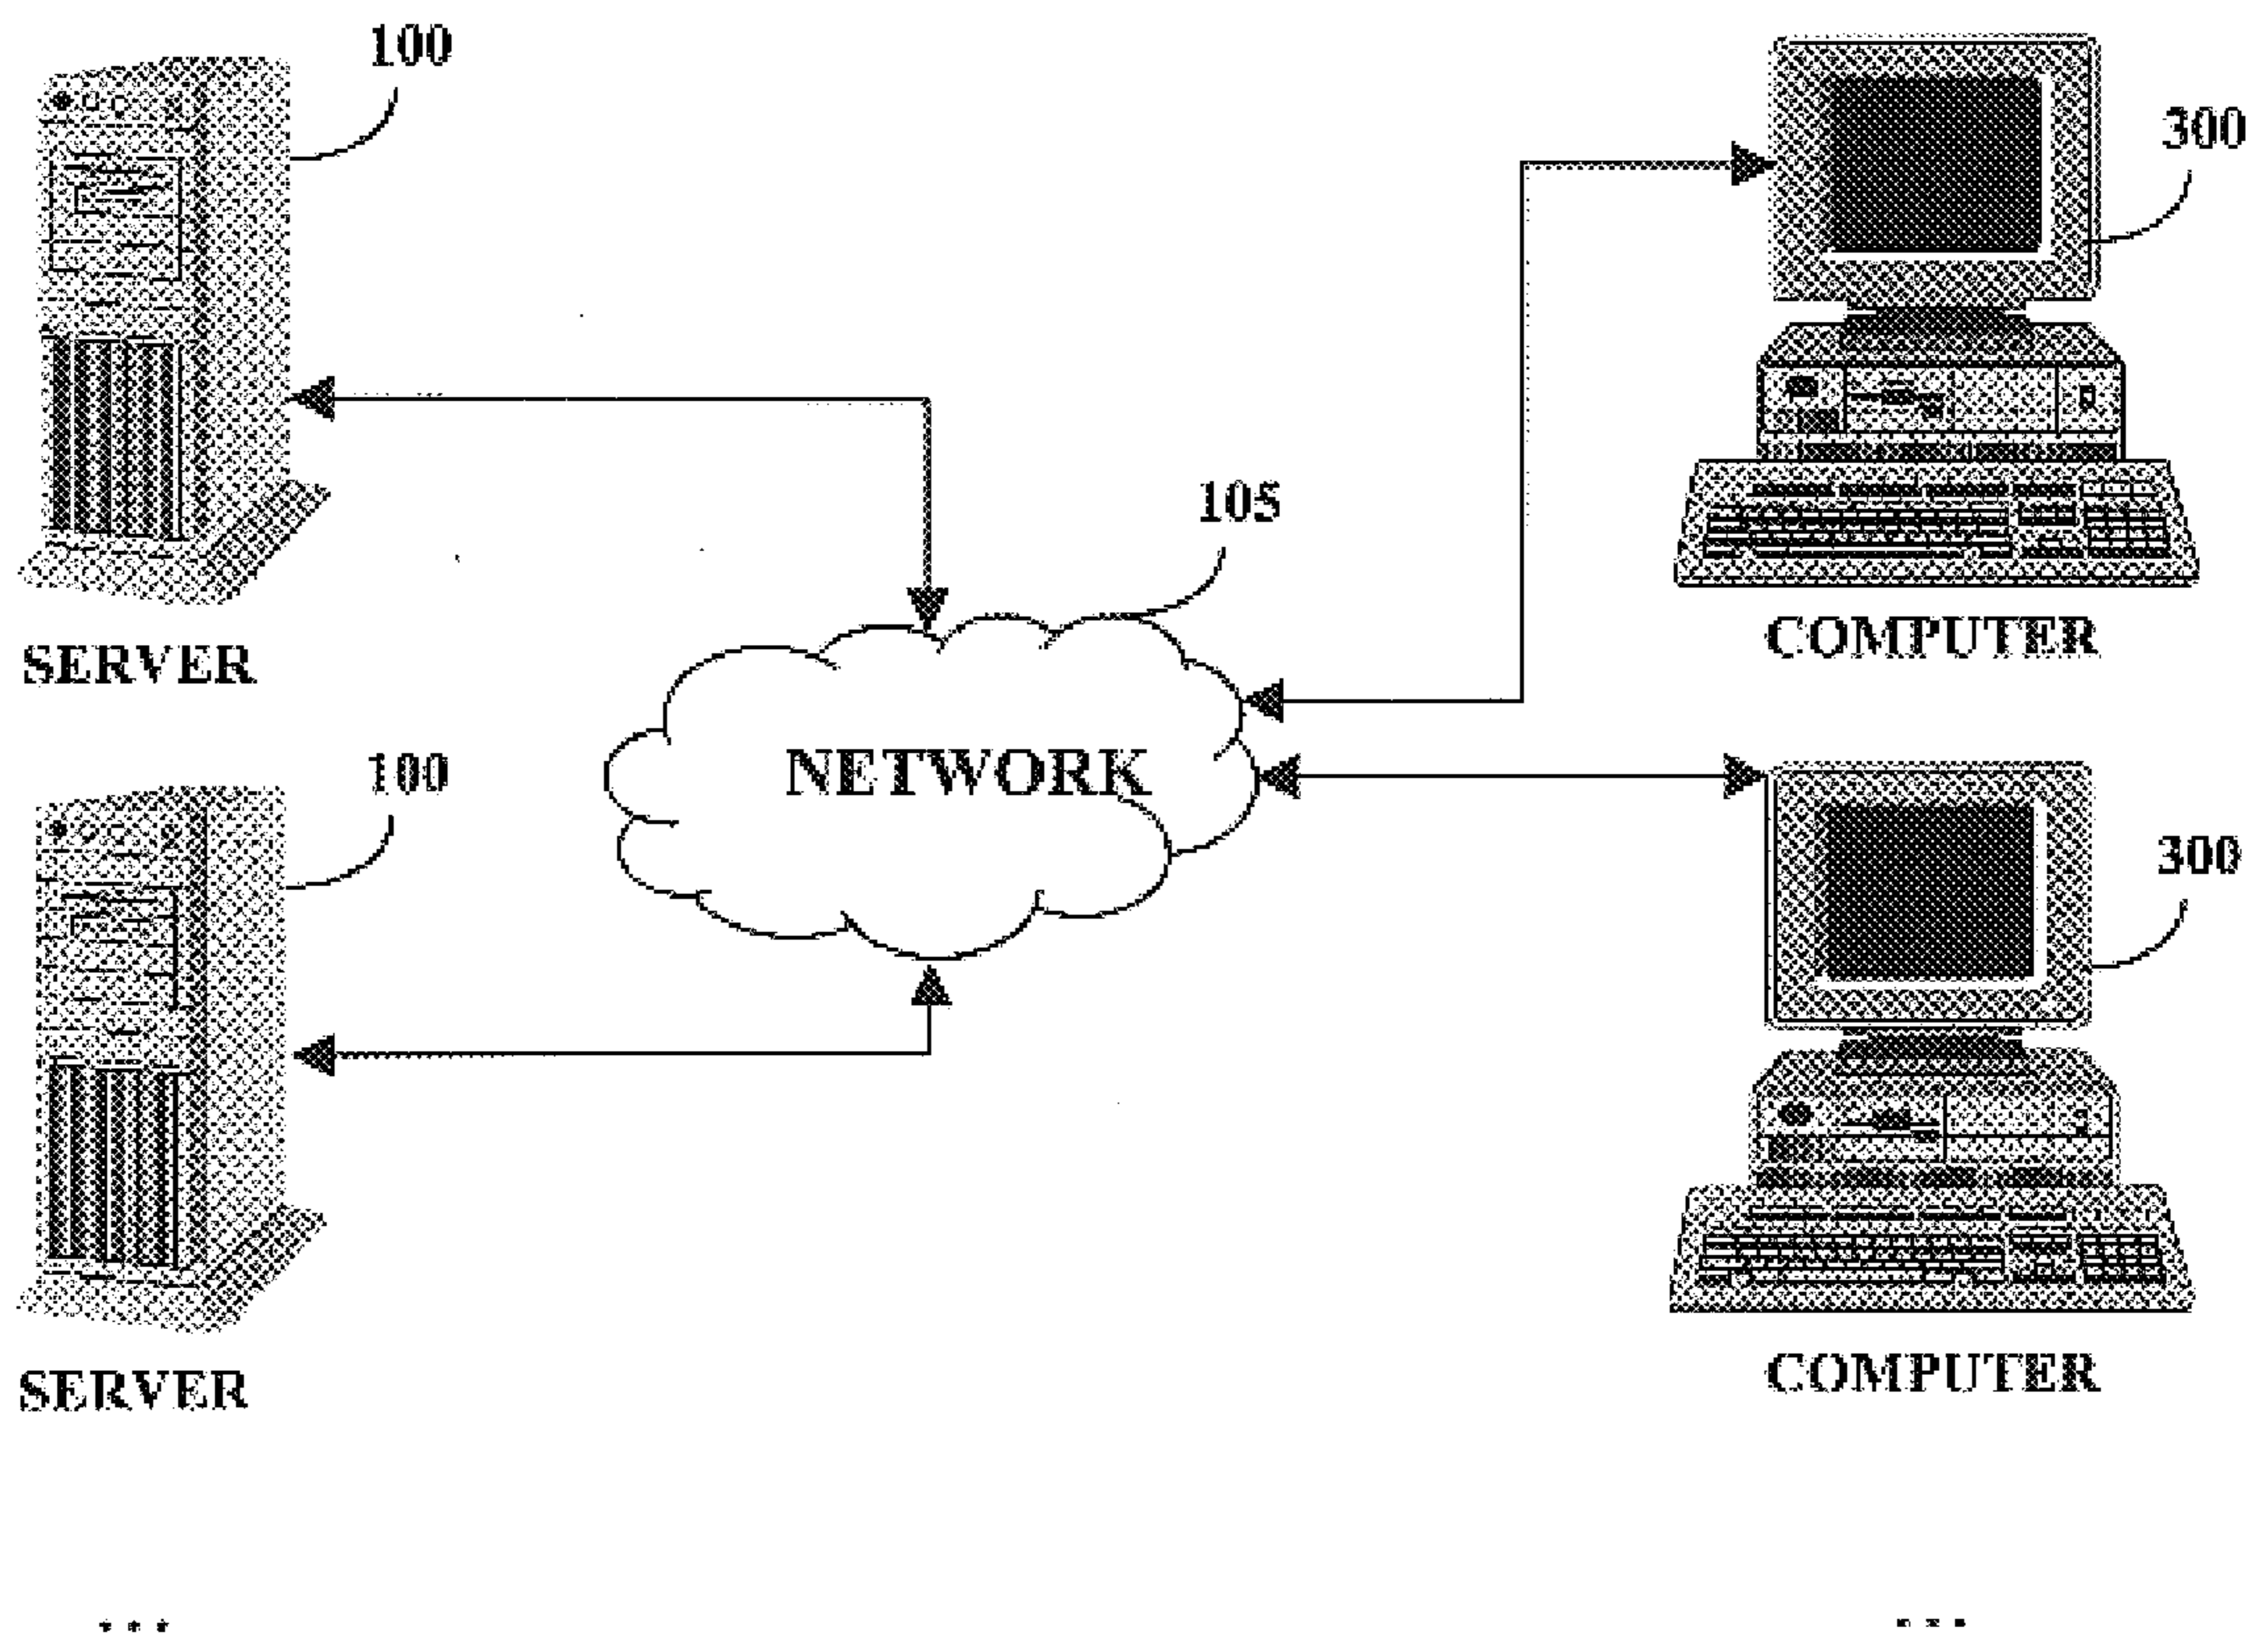 100
300
105
SERVER
COMPUTER
NETWORK
100
300
SERVER
COMPUTER
... ...